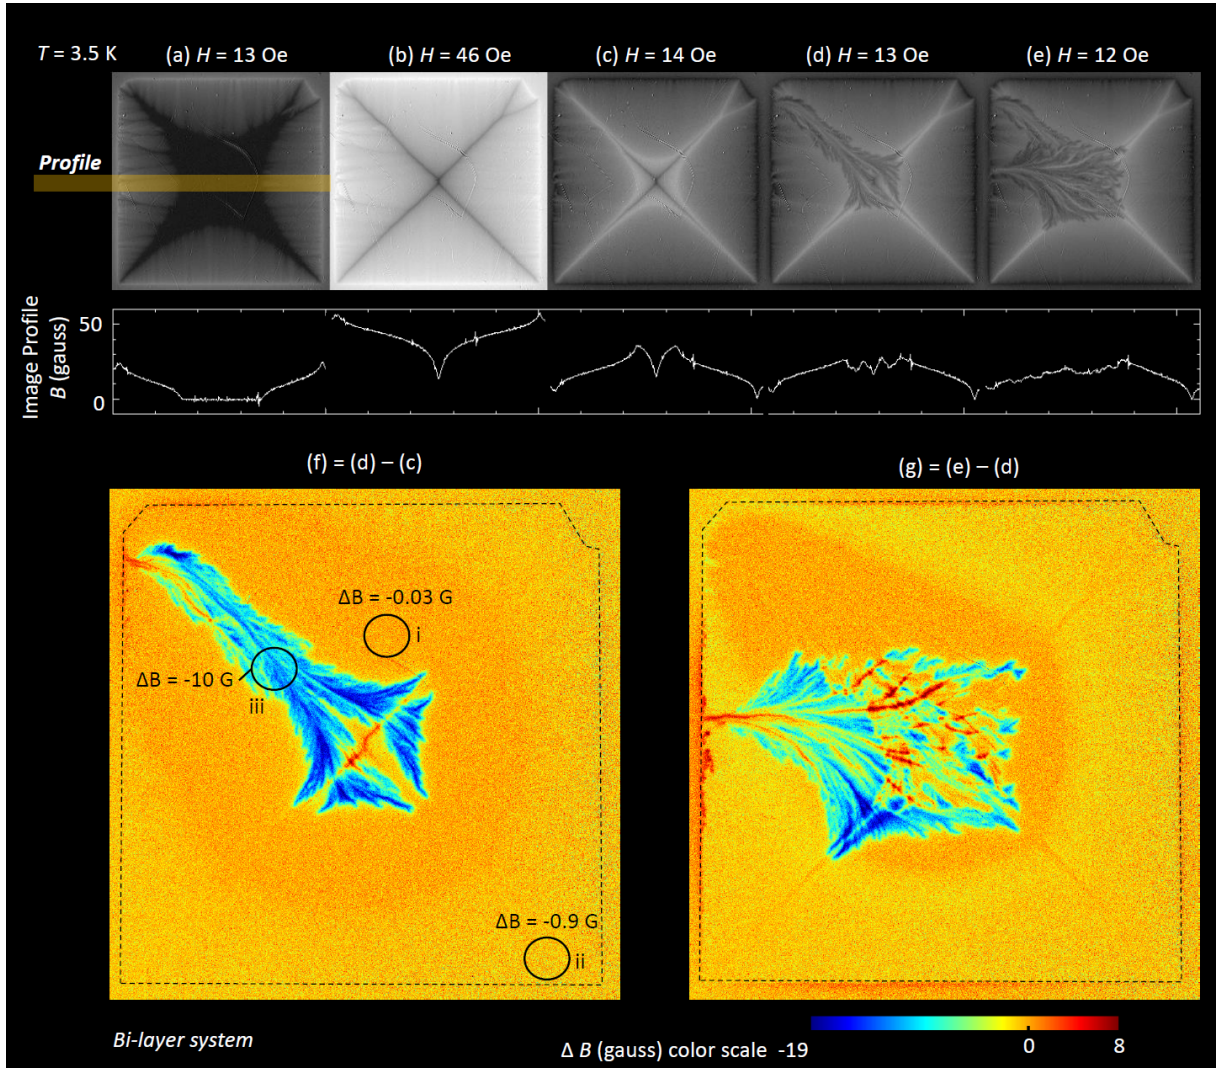 T = 3.5 K (a) H = 13 Oe (b) H = 46 Oe (c) H = 14 Oe (d) H = 13 Oe (e) H = 12 Oe
Profile
Image Profile
B (gauss)
50
0
(f) = (d) – (c)
(g) = (e) – (d)
ΔB = -0.03 G
i
ΔB = -10 G
iii
ΔB = -0.9 G
ii
Bi-layer system
Δ B (gauss) color scale -19 0 8